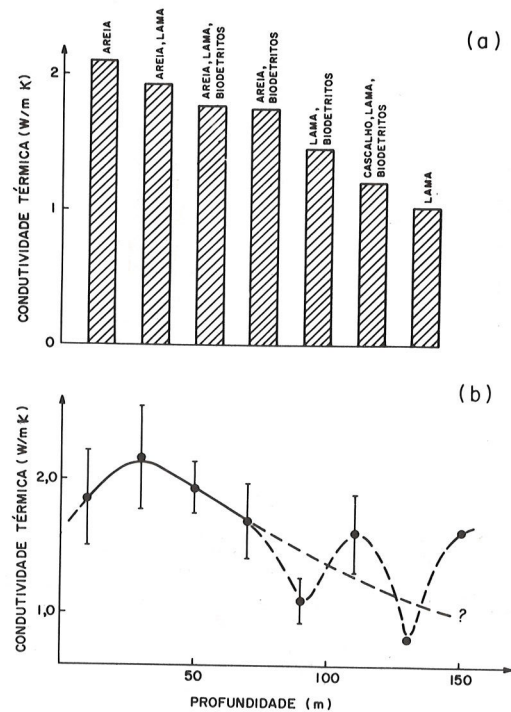 (a)
CONDUTIVIDADE TÉRMICA (W/m K)
2
1
0
AREIA
AREIA, LAMA
AREIA, LAMA,
BIODETRITOS
AREIA,
BIODETRITOS
LAMA,
BIODETRITOS
CASCALHO, LAMA,
BIODETRITOS
LAMA
(b)
CONDUTIVIDADE TÉRMICA (W/m K)
2,0
1,0
?
50
100
150
PROFUNDIDADE (m)